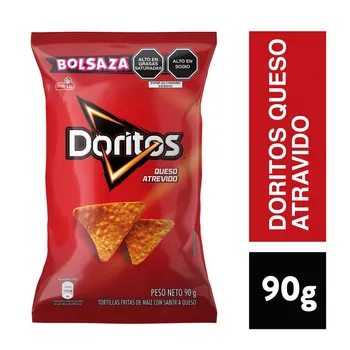 BOLSAZA
ALTO EN GRASAS SATURADAS
ALTO EN SODIO
Doritos
QUESO
ATREVIDO
PESO NETO 90 g
TORTILLAS FRITAS DE MAÍZ CON SABOR A QUESO
DORITOS QUESO
ATRAVIDO
90g